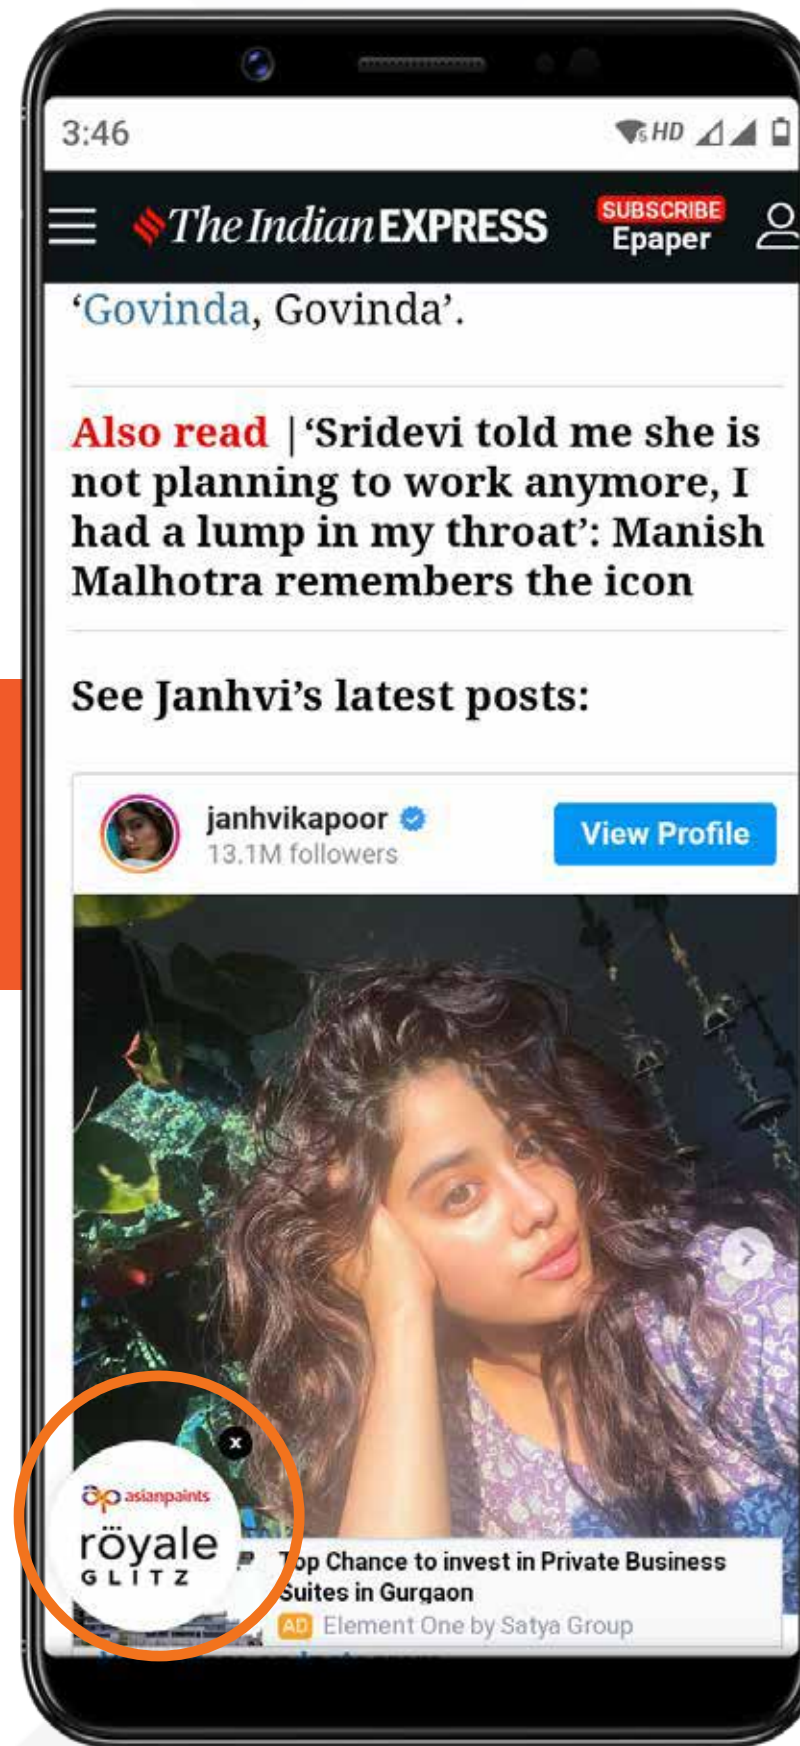 3:46
5 HD
The Indian EXPRESS
SUBSCRIBE
Epaper
‘Govinda, Govinda’.
Also read |‘Sridevi told me she is
not planning to work anymore, I
had a lump in my throat’: Manish
Malhotra remembers the icon
See Janhvi’s latest posts:
janhvikapoor
13.1M followers
View Profile
x
ap asianpaints
röyale
GLITZ
Top Chance to invest in Private Business
Suites in Gurgaon
AD Element One by Satya Group